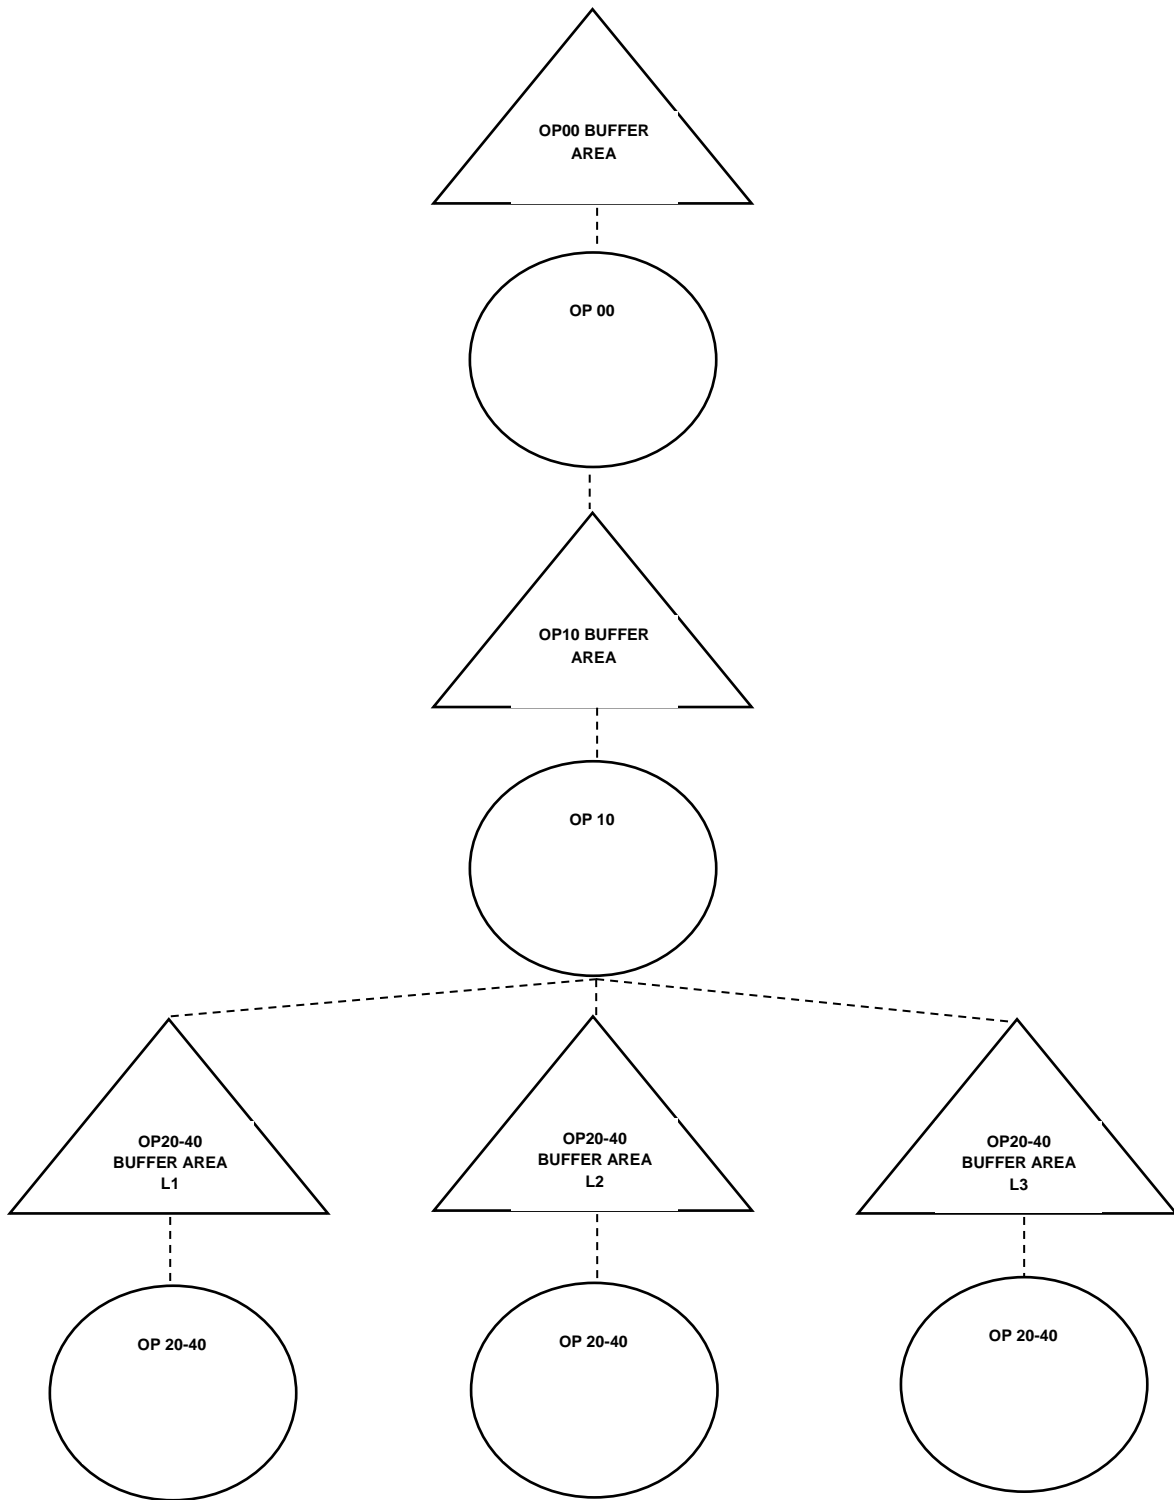 OP00 BUFFER
AREA
OP 00
OP10 BUFFER
AREA
OP 10
OP20-40
BUFFER AREA
L1
OP20-40
BUFFER AREA
L2
OP20-40
BUFFER AREA
L3
OP 20-40
OP 20-40
OP 20-40